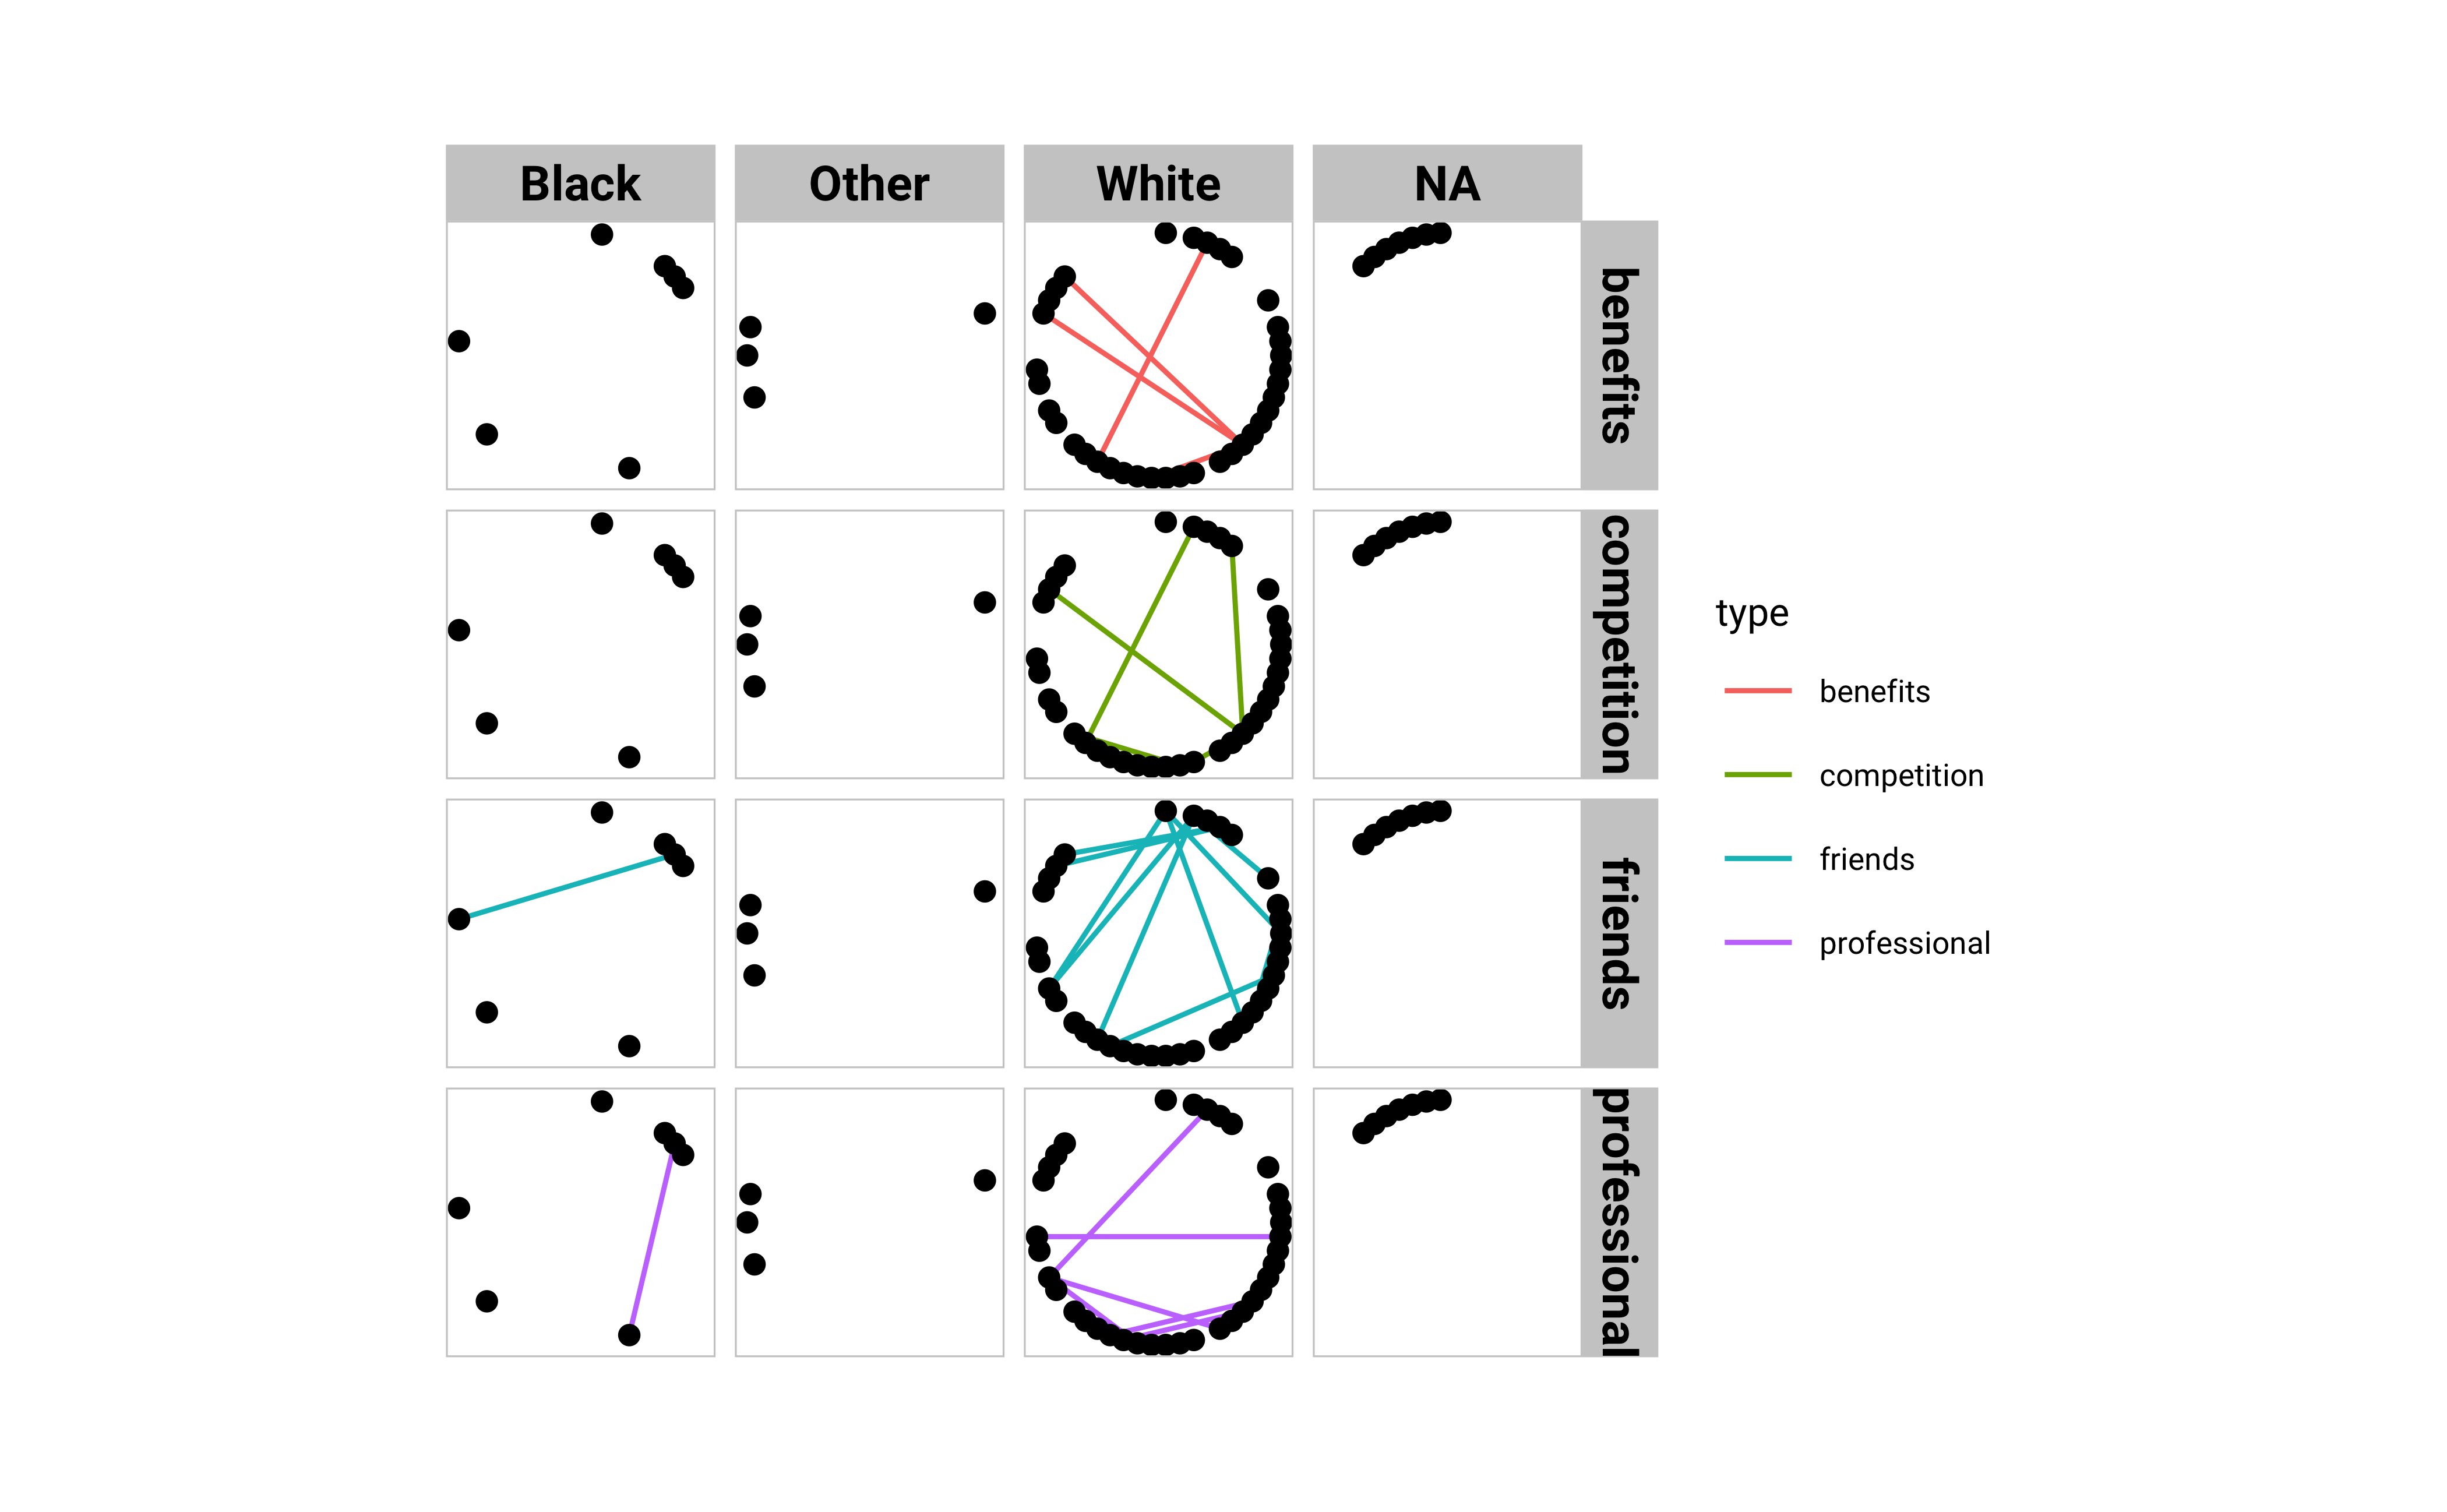 Black
Other
White
NA
benefits
competition
friends
professional
type
benefits
competition
friends
professional